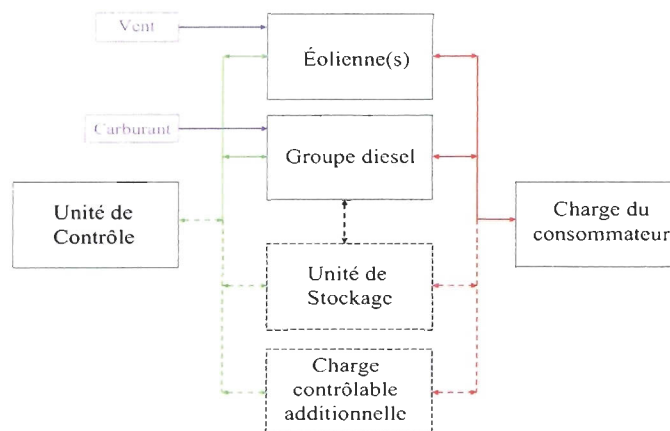 Vent
Éolienne(s)
Carburant
Groupe diesel
Unité de
Contrôle
Charge du
consommateur
Unité de
Stockage
Charge
contrôlable
additionnelle